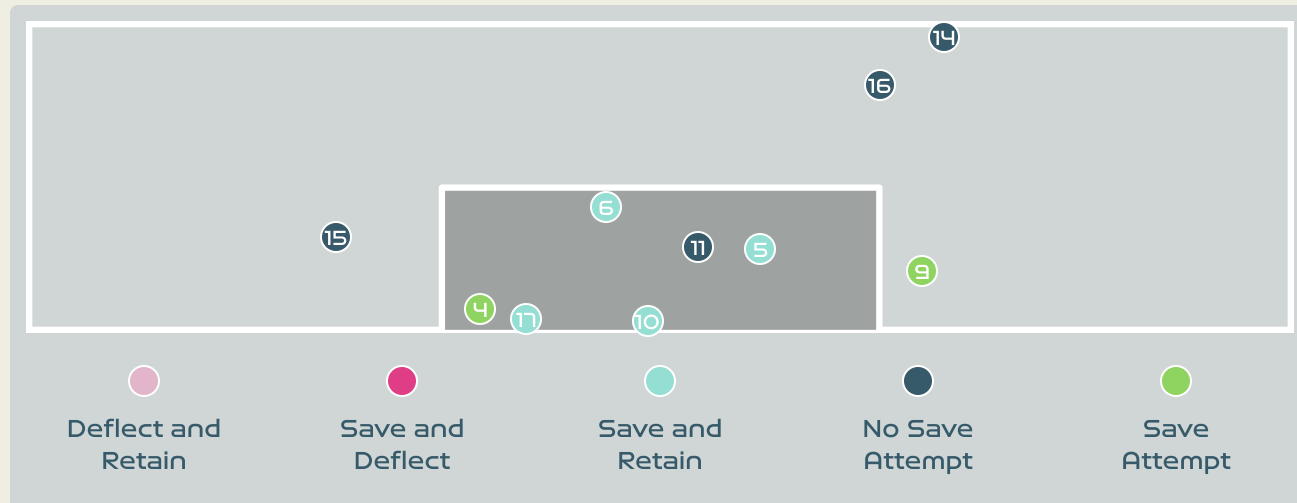 14
16
6
15
11
5
9
4
17
10
Deflect and
Retain
Save and
Deflect
Save and
Retain
No Save
Attempt
Save
Attempt